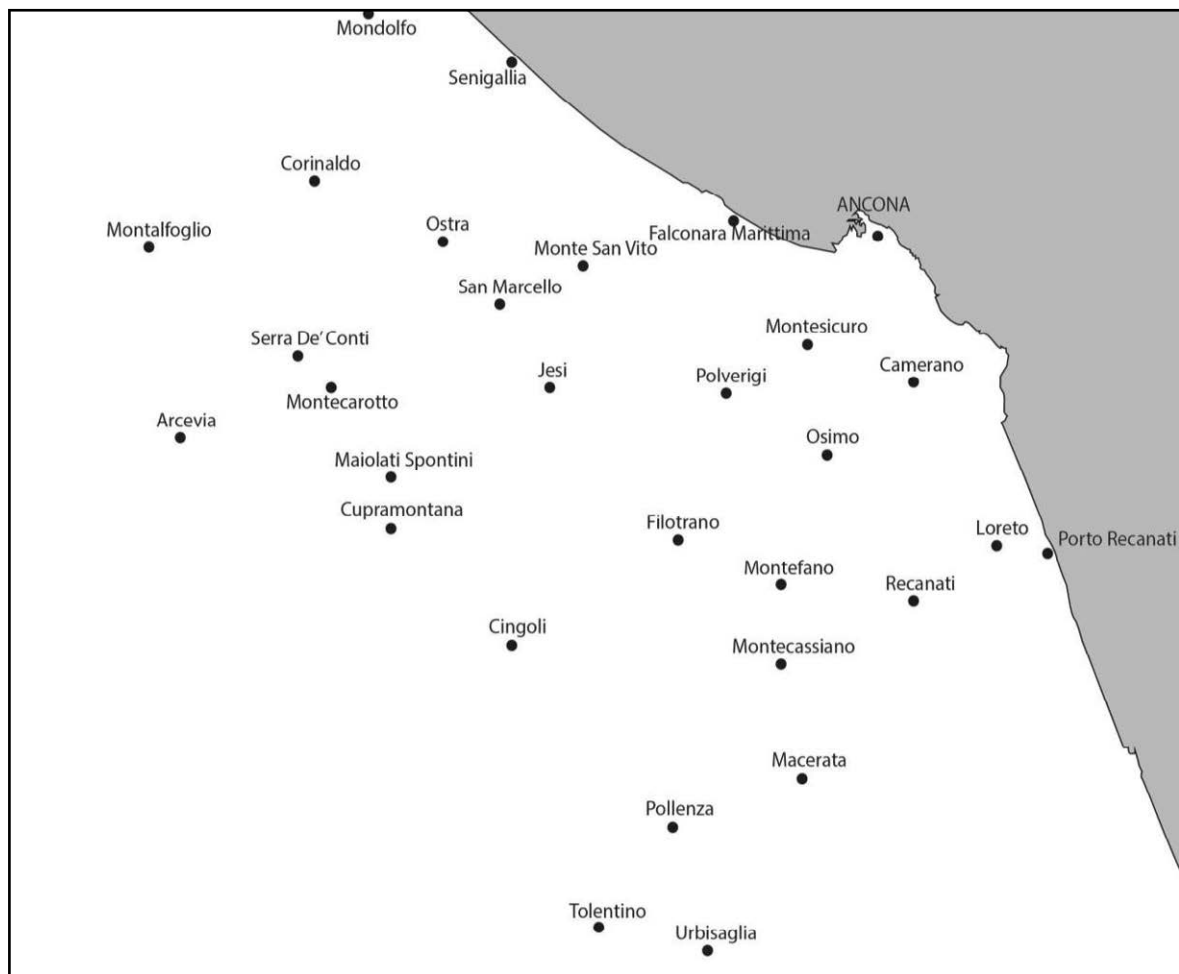 Mondolfo
Senigallia
Corinaldo
ANCONA
Montalfoglio
Ostra
Falconara Marittima
Monte San Vito
San Marcello
Montesicuro
Serra De' Conti
Camerano
Jesi
Polverigi
Montecarotto
Arcevia
Osimo
Maiolati Spontini
Cupramontana
Filotrano
Loreto
Porto Recanati
Montefano
Recanati
Cingoli
Montecassiano
Macerata
Pollenza
Tolentino
Urbisaglia